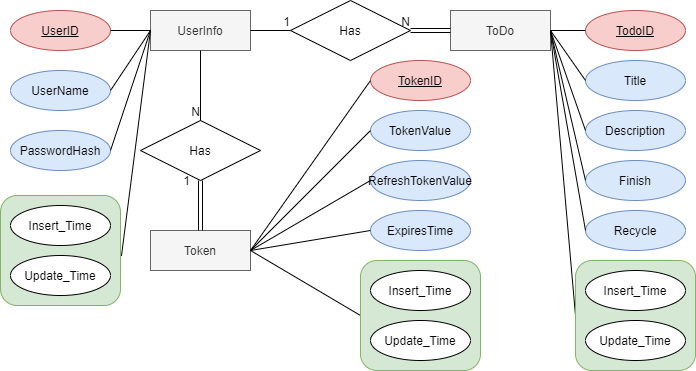 UserID
UserInfo
1
Has
N
ToDo
TodoID
UserName
TokenID
Title
N
TokenValue
Description
PasswordHash
Has
1
RefreshTokenValue
Finish
Insert_Time
Token
ExpiresTime
Recycle
Update_Time
Insert_Time
Insert_Time
Update_Time
Update_Time